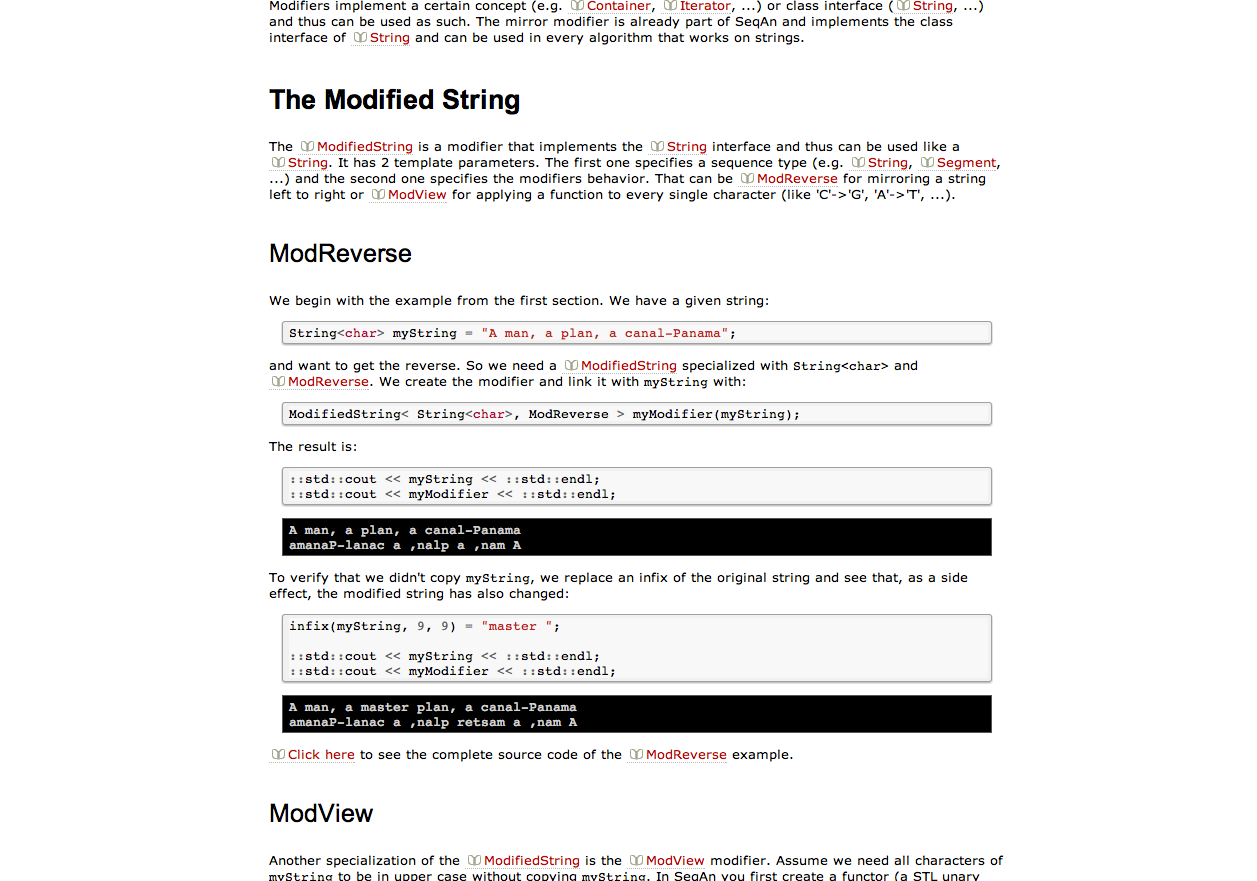 Modifiers implement a certain concept (e.g. Container, Iterator, ...) or class interface (String, ...)
and thus can be used as such. The mirror modifier is already part of SeqAn and implements the class
interface of String and can be used in every algorithm that works on strings.
The Modified String
The ModifiedString is a modifier that implements the String interface and thus can be used like a
String. It has 2 template parameters. The first one specifies a sequence type (e.g. String, Segment,
...) and the second one specifies the modifiers behavior. That can be ModReverse for mirroring a string
left to right or ModView for applying a function to every single character (like 'C'->'G', 'A'->'T', ...).
ModReverse
We begin with the example from the first section. We have a given string:
String<char> myString = "A man, a plan, a canal-Panama";
and want to get the reverse. So we need a ModifiedString specialized with String<char> and
ModReverse. We create the modifier and link it with myString with:
ModifiedString< String<char>, ModReverse > myModifier(myString);
The result is:
::std::cout << myString << ::std::endl;
::std::cout << myModifier << ::std::endl;
A man, a plan, a canal-Panama
amanaP-lanac a ,nalp a ,nam A
To verify that we didn't copy myString, we replace an infix of the original string and see that, as a side
effect, the modified string has also changed:
infix(myString, 9, 9) = "master ";
::std::cout << myString << ::std::endl;
::std::cout << myModifier << ::std::endl;
A man, a master plan, a canal-Panama
amanaP-lanac a ,nalp retsam a ,nam A
Click here to see the complete source code of the ModReverse example.
ModView
Another specialization of the ModifiedString is the ModView modifier. Assume we need all characters of
myString to be in upper case without copying myString. In SeqAn you first create a functor (a STL unary